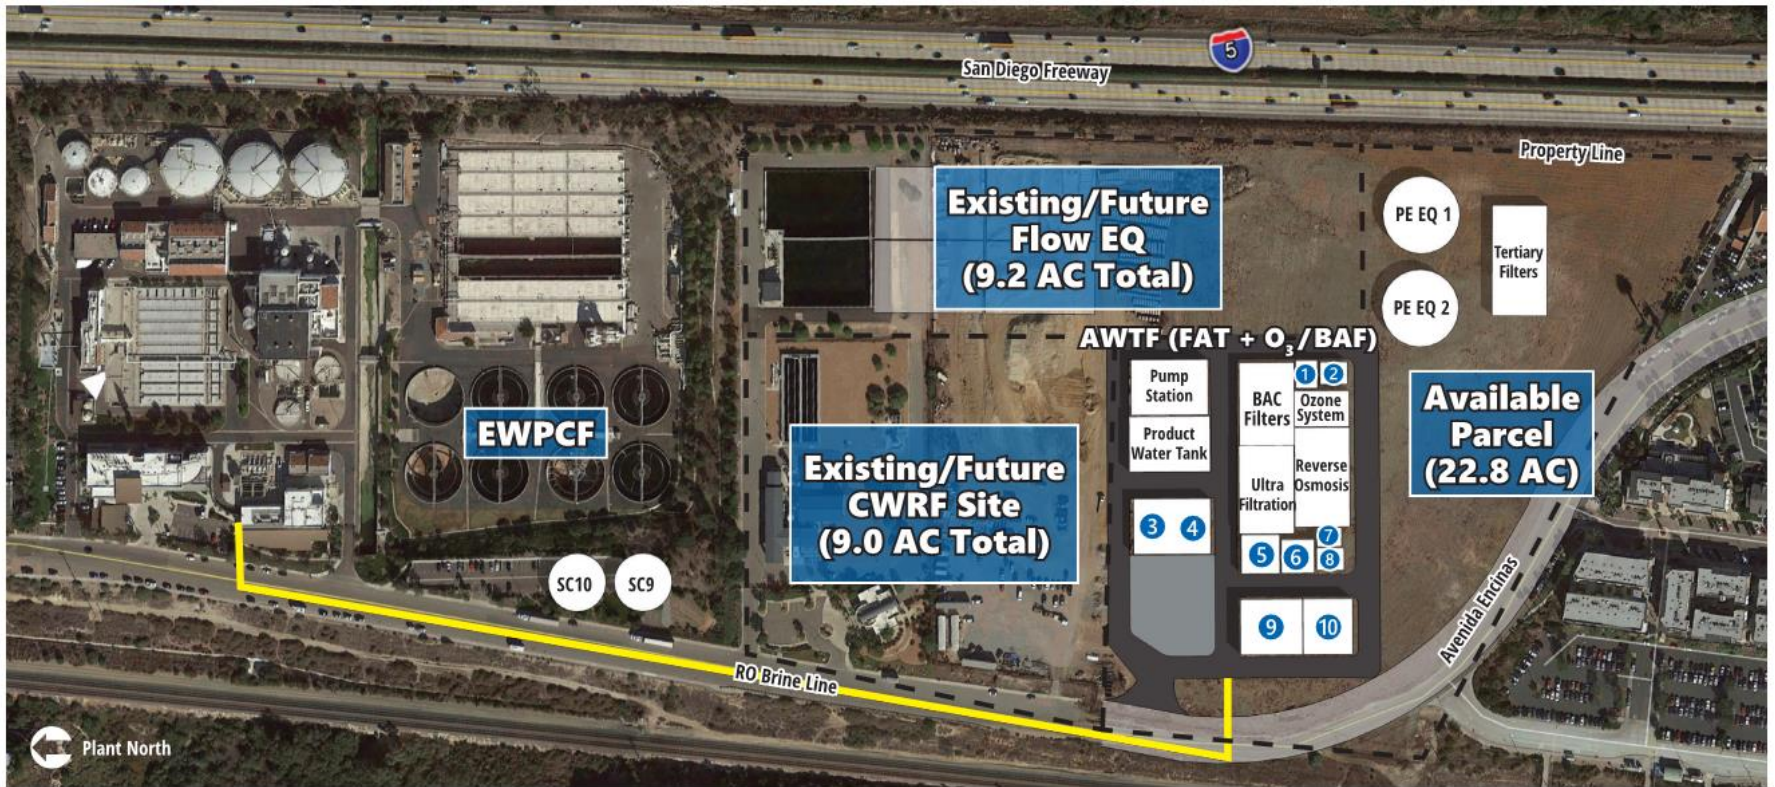 5
San Diego Freeway
Property Line
Existing/Future
Flow EQ
(9.2 AC Total)
PE EQ 1
PE EQ 2
Tertiary
Filters
AWTF (FAT + O3/BAF)
Pump
Station
Product
Water Tank
BAC
Filters
1
2
Ozone
System
Ultra
Filtration
Reverse
Osmosis
3
4
5
6
7
8
9
10
Available
Parcel
(22.8 AC)
EWPCF
Existing/Future
CWRF Site
(9.0 AC Total)
SC10
SC9
RO Brine Line
Avenida Encinas
Plant North